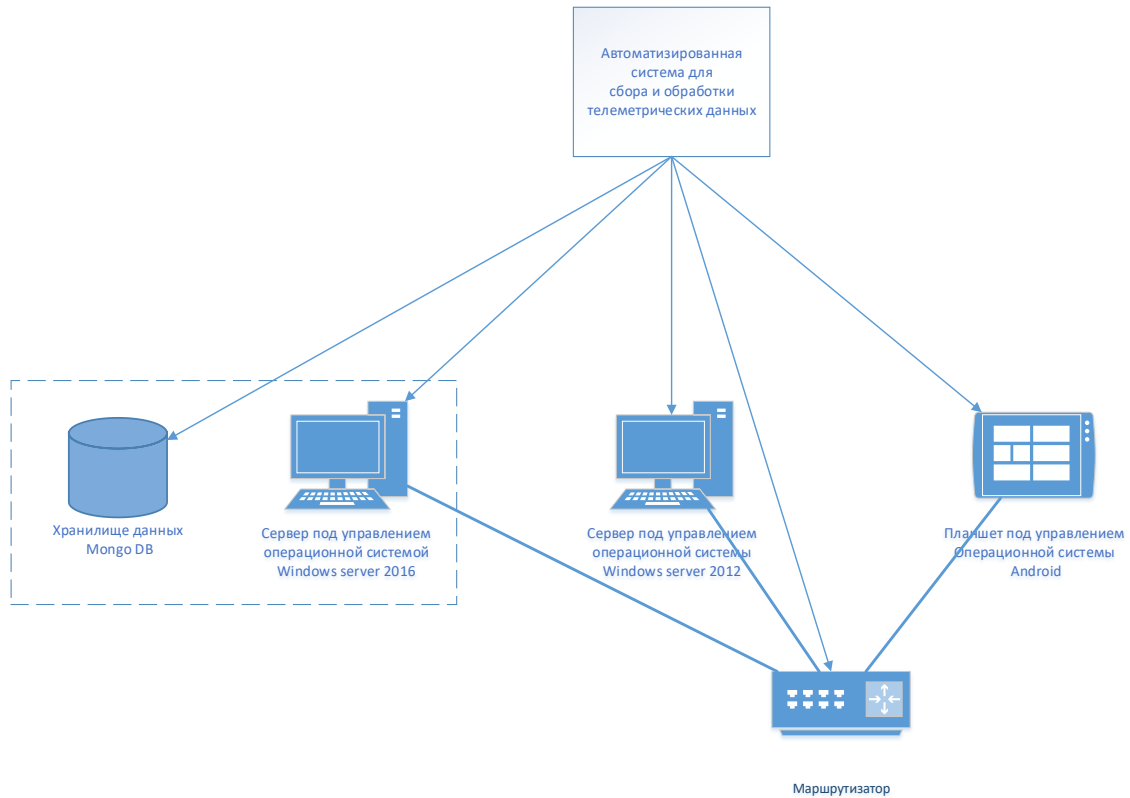 Автоматизированная
система для
сбора и обработки
телеметрических данных
Хранилище данных
Mongo DB
Сервер под управлением
операционной системой
Windows server 2016
Сервер под управлением
операционной системы
Windows server 2012
Планшет под управлением
Операционной системы
Android
Маршрутизатор